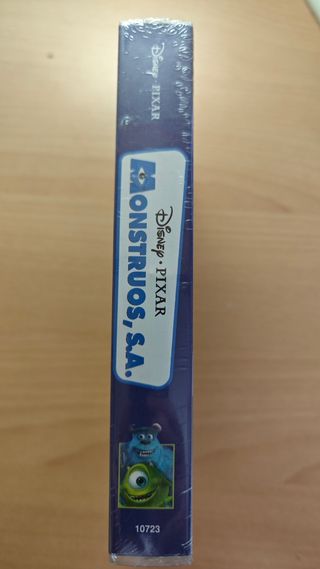 Disney · PIXAR
Disney · PIXAR
MONSTRUOS, S.A.
10723